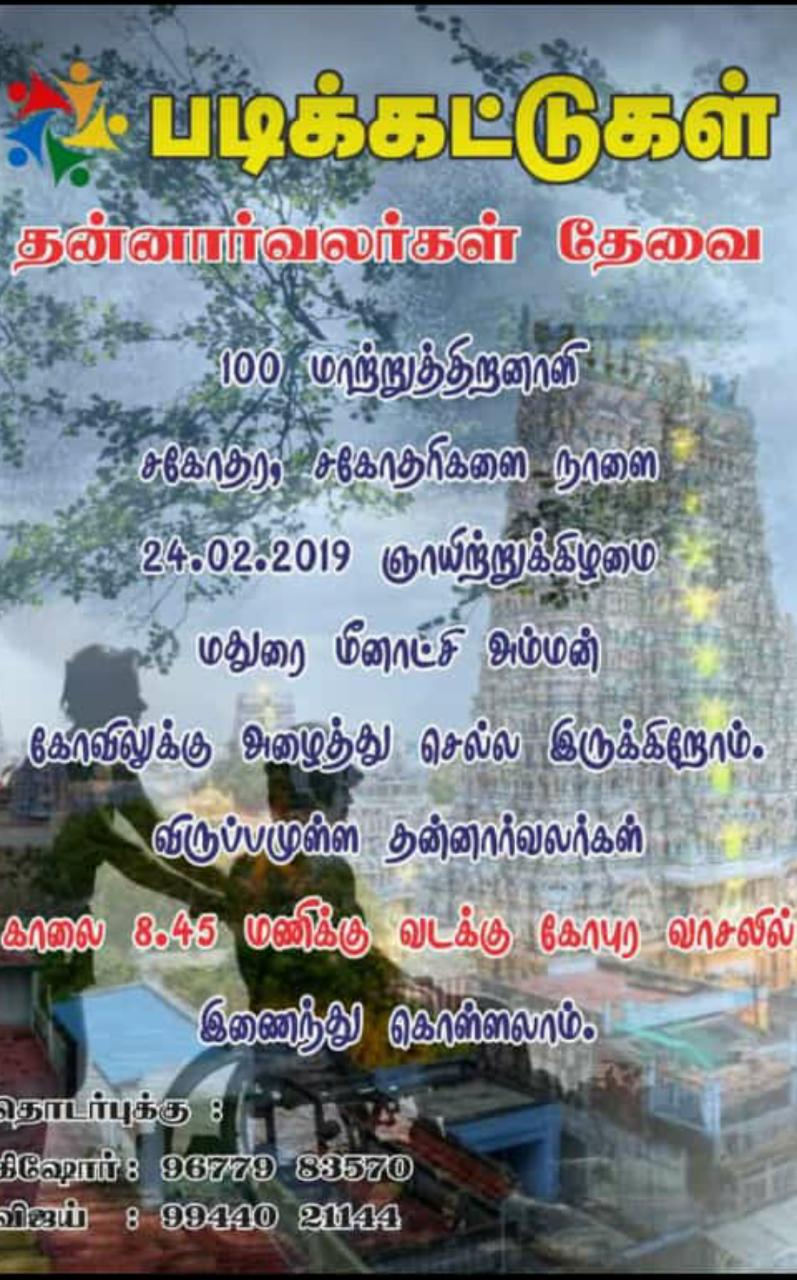 படிக்கட்டுகள்
தன்னார்வலர்கள் தேவை
100 மாற்றுத்திறனாளி
சகோதர, சகோதரிகளை நாளை
24.02.2019 ஞாயிற்றுக்கிழமை
மதுரை மீனாட்சி அம்மன்
கோவிலுக்கு அழைத்து செல்ல இருக்கிறோம்.
விருப்பமுள்ள தன்னார்வலர்கள்
காலை 8.45 மணிக்கு வடக்கு கோபுர வாசலில்
இணைந்து கொள்ளலாம்.
தொடர்புக்கு :
கிஷோர் : 96779 83570
விஜய் : 99440 21144